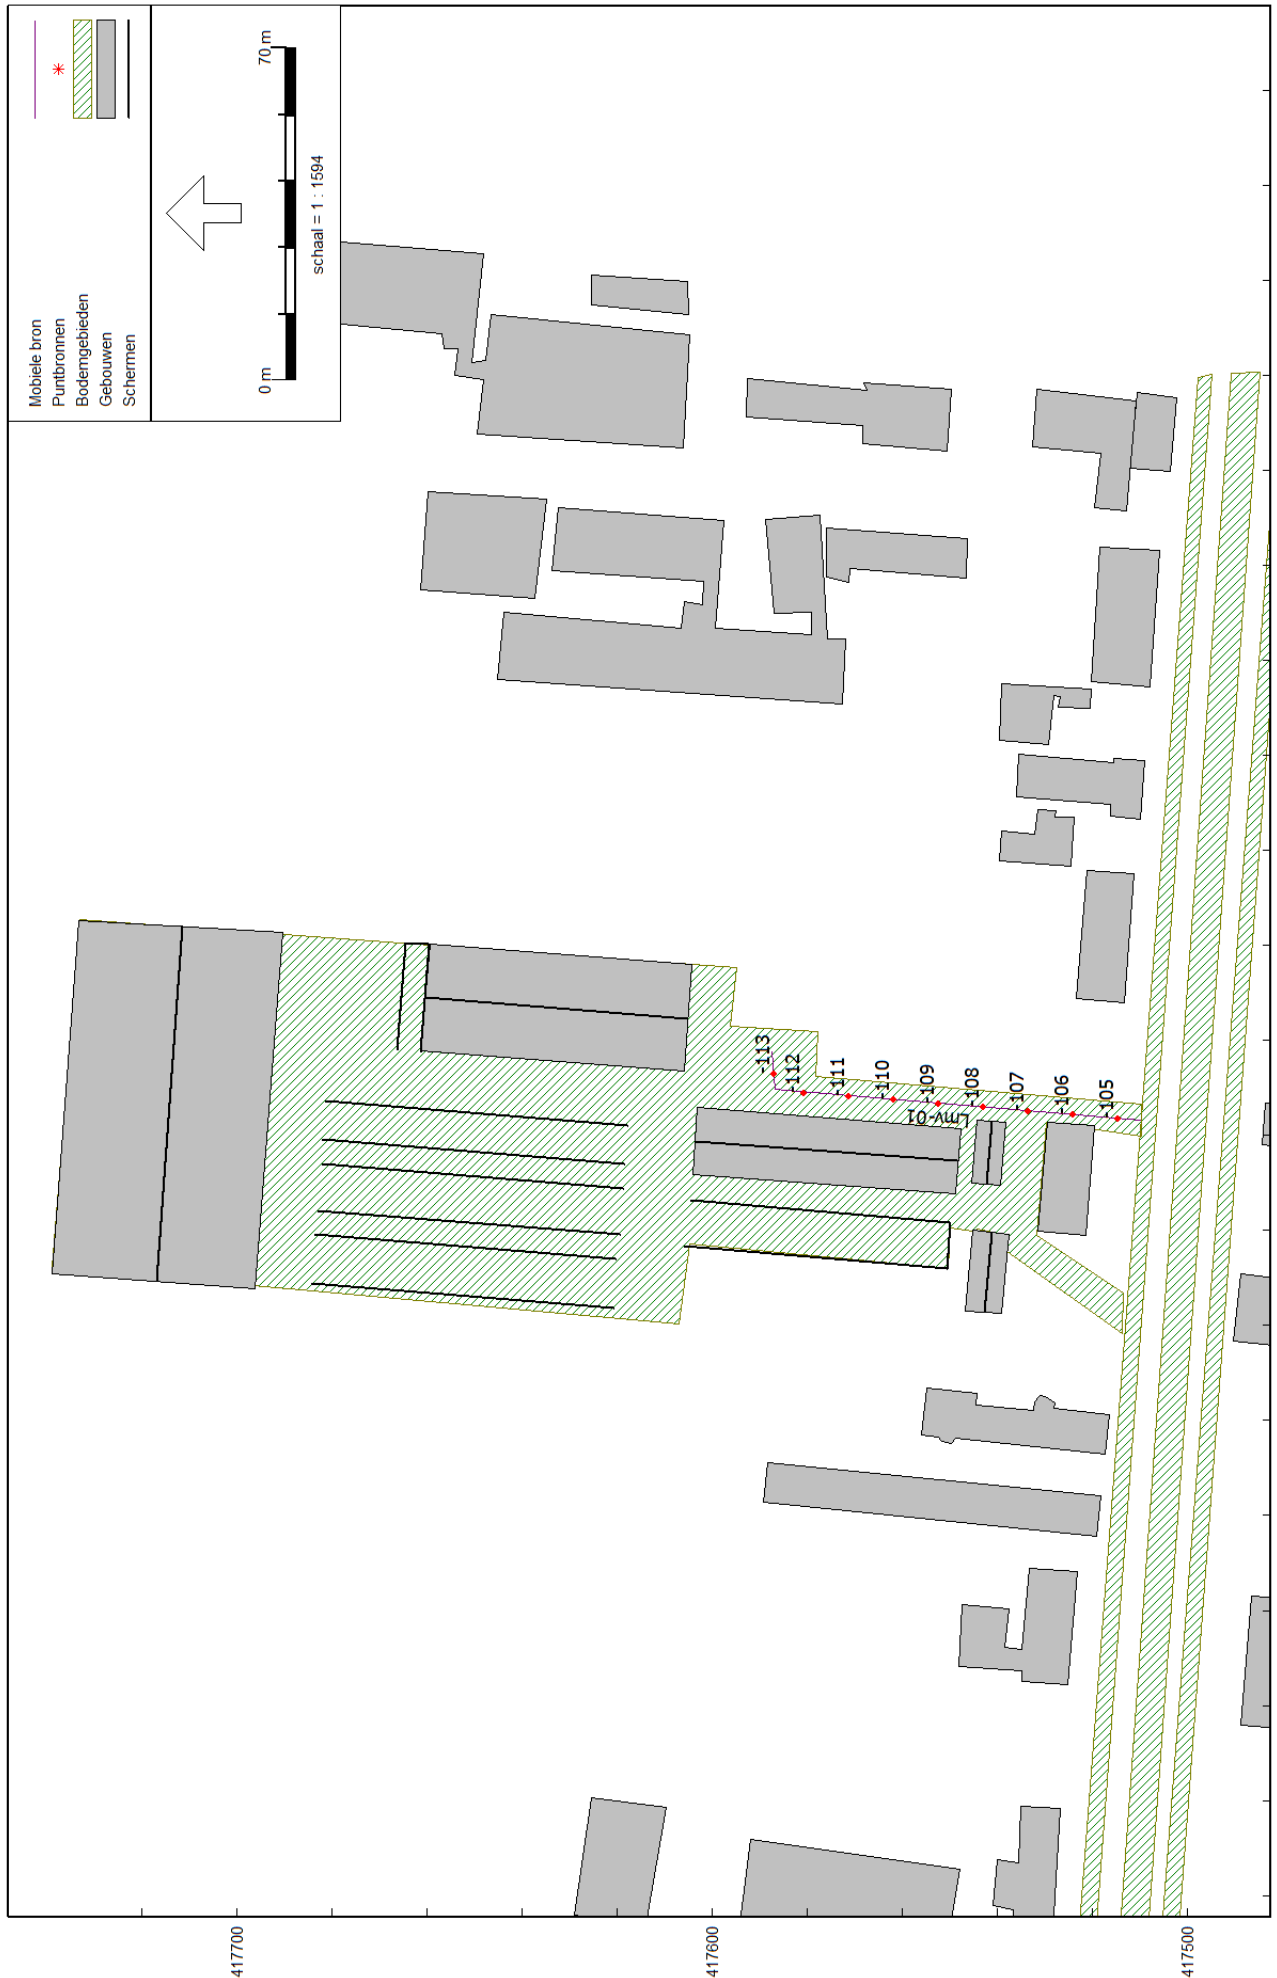 Mobiele bron
Puntbronnen
Bodemgebieden
Gebouwen
Schermen
0 m
70 m
schaal = 1 : 1594
-113
-112
-111
-110
-109
-108
-107
-106
-105
Lmv-01
417700
417600
417500